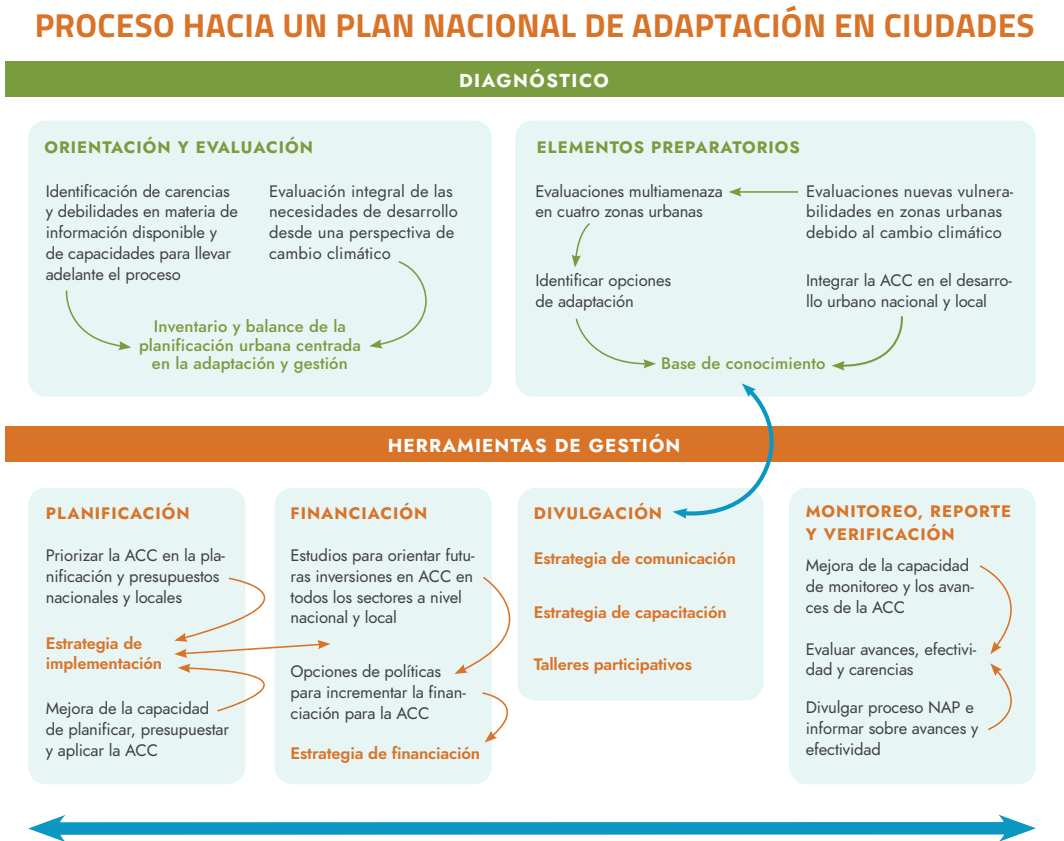 PROCESO HACIA UN PLAN NACIONAL DE ADAPTACIÓN EN CIUDADES
DIAGNÓSTICO
ORIENTACIÓN Y EVALUACIÓN
Identificación de carencias
y debilidades en materia de
información disponible y
de capacidades para llevar
adelante el proceso
Evaluación integral de las
necesidades de desarrollo
desde una perspectiva de
cambio climático
Inventario y balance de la
planificación urbana centrada
en la adaptación y gestión
ELEMENTOS PREPARATORIOS
Evaluaciones multiamenaza
en cuatro zonas urbanas
Evaluaciones nuevas vulnera-
bilidades en zonas urbanas
debido al cambio climático
Identificar opciones
de adaptación
Integrar la ACC en el desarro-
llo urbano nacional y local
Base de conocimiento
HERRAMIENTAS DE GESTIÓN
PLANIFICACIÓN
Priorizar la ACC en la pla-
nificación y presupuestos
nacionales y locales
Estrategia de
implementación
Mejora de la capacidad
de planificar, presupuestar
y aplicar la ACC
FINANCIACIÓN
Estudios para orientar futu-
ras inversiones en ACC en
todos los sectores a nivel
nacional y local
Opciones de políticas
para incrementar la finan-
ciación para la ACC
Estrategia de financiación
DIVULGACIÓN
Estrategia de comunicación
Estrategia de capacitación
Talleres participativos
MONITOREO, REPORTE
Y VERIFICACIÓN
Mejora de la capacidad
de monitoreo y los avan-
ces de la ACC
Evaluar avances, efectivi-
dad y carencias
Divulgar proceso NAP e
informar sobre avances y
efectividad